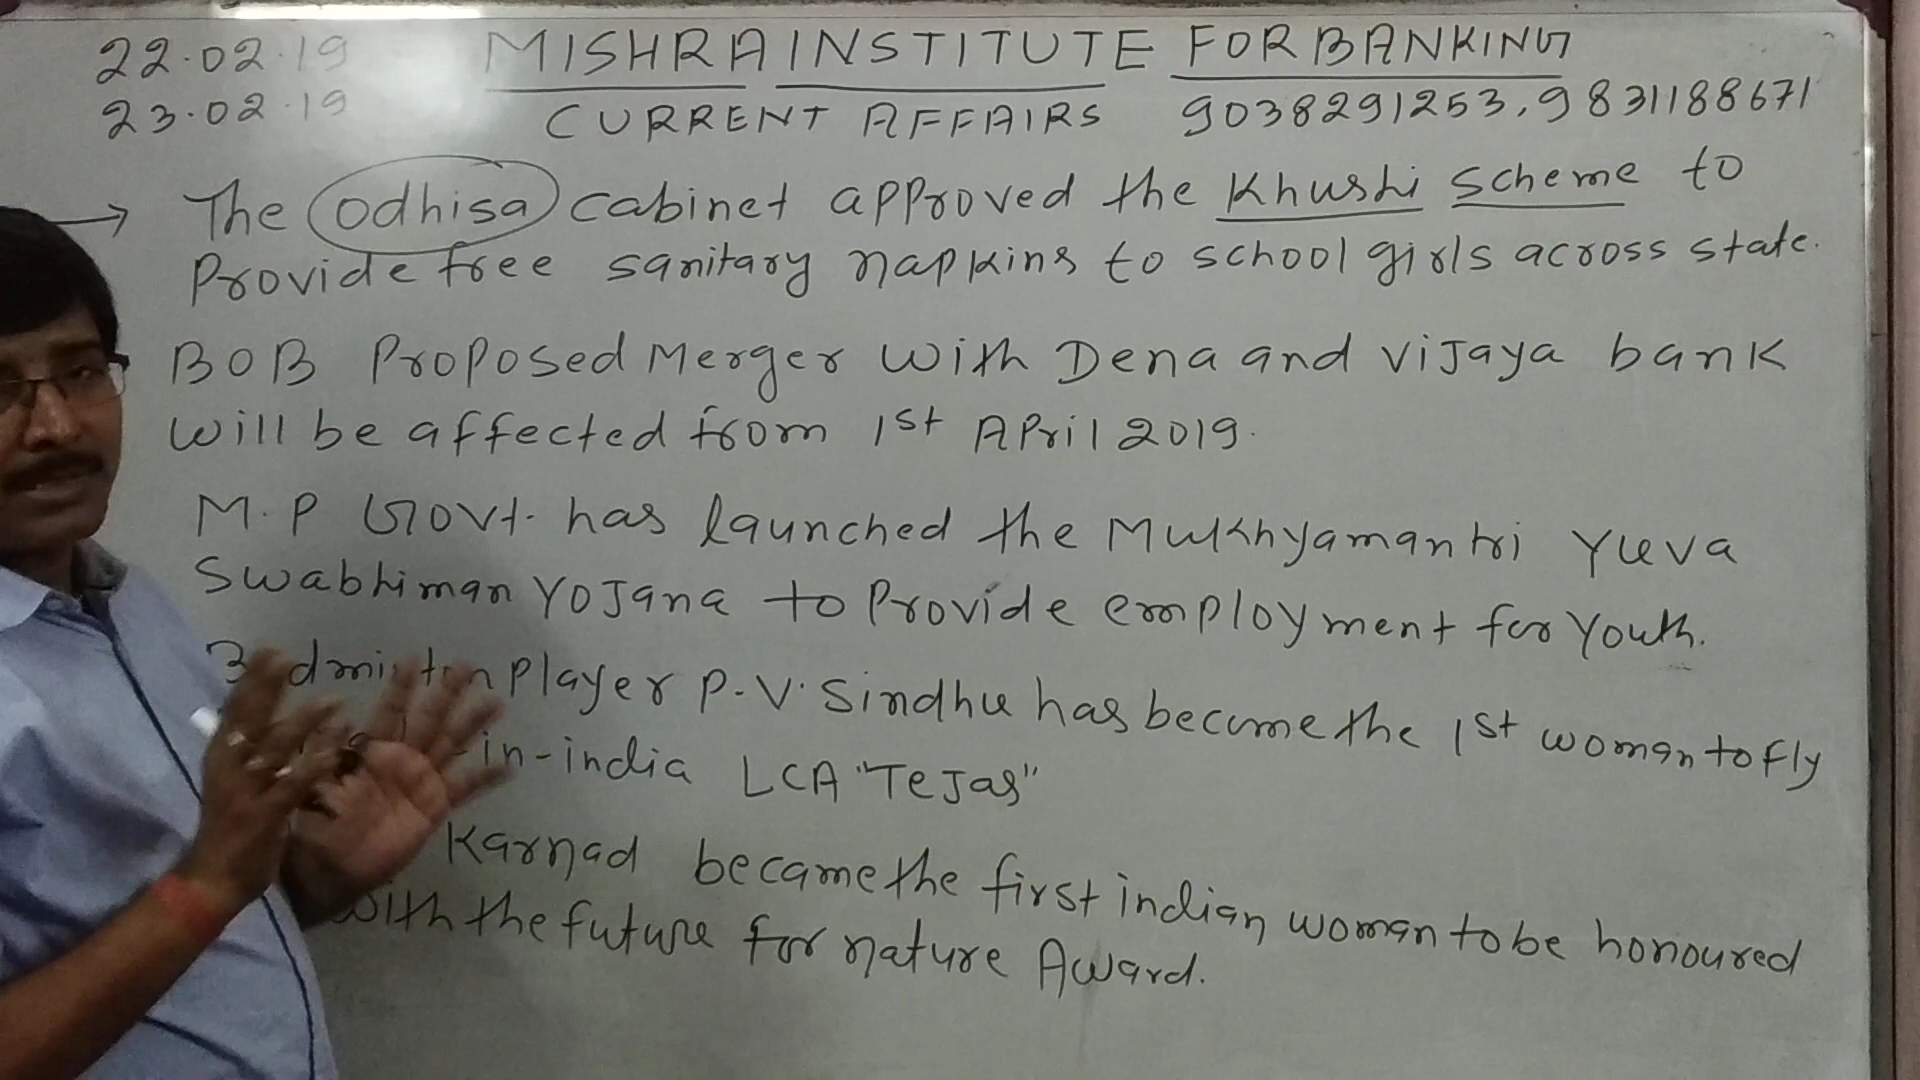 22.02.19
MISHRA INSTITUTE FOR BANKING
23.02.19
CURRENT AFFAIRS 9038291253, 9831188671
→ The odhisa cabinet approved the Khushi scheme to
Provide free sanitary napkins to school girls across state.
BOB Proposed Merger with Dena and Vijaya bank
will be affected from 1st April 2019.
M.P Govt. has launched the Mukhyamantri Yuva
Swabhiman Yojana to Provide employment for Youth.
Player P.V. Sindhu has become the 1st woman to fly
-in-india LCA "Tejas"
Karnad became the first indian woman to be honoured
with the future for nature Award.